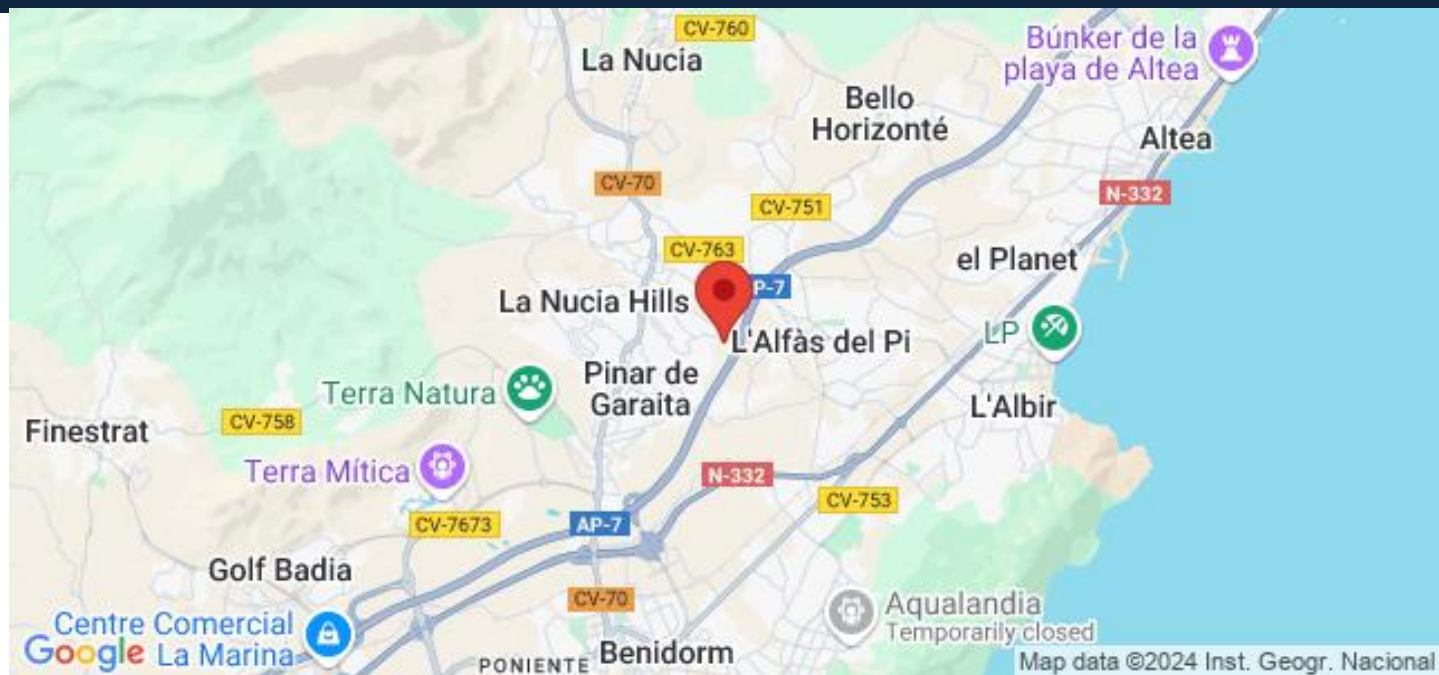 CV-760
La Nucia
Búnker de la
playa de Altea
Bello
Horizonté
Altea
CV-70
N-332
CV-751
CV-763
el Planet
P-7
La Nucia Hills
LP
L'Alfàs del Pi
Pinar de
Garaita
Terra Natura
L'Albir
CV-758
Finestrat
Terra Mítica
N-332
CV-753
CV-7673
AP-7
Golf Badia
CV-70
Aqualandia
Temporarily closed
Centre Comercial
La Marina
Google
Benidorm
PONIENTE
Map data ©2024 Inst. Geogr. Nacional